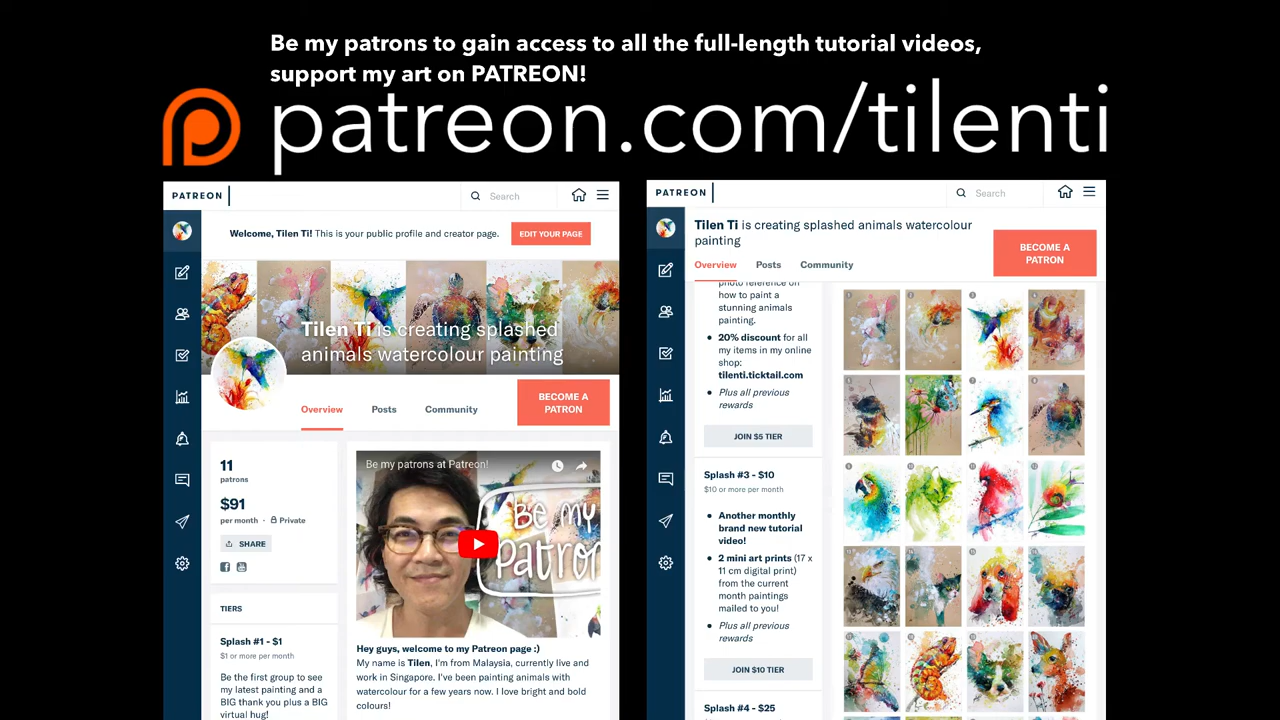 Be my patrons to gain access to all the full-length tutorial videos,
support my art on PATREON!
patreon.com/tilenti
PATREON
Search
Welcome, Tilen Ti! This is your public profile and creator page.
EDIT YOUR PAGE
Tilen Ti is creating splashed
animals watercolour painting
Overview
Posts
Community
BECOME A
PATRON
11
patrons
$91
per month · Private
SHARE
TIERS
Splash #1 - $1
$1 or more per month
Be the first group to see
my latest painting and a
BIG thank you plus a BIG
virtual hug!
Be my patrons at Patreon!
Be my
Patron
Hey guys, welcome to my Patreon page :)
My name is Tilen, I'm from Malaysia, currently live and
work in Singapore. I've been painting animals with
watercolour for a few years now. I love bright and bold
colours!
PATREON
Search
Tilen Ti is creating splashed animals watercolour
painting
BECOME A
PATRON
Overview
Posts
Community
photo reference on
how to paint a
stunning animals
painting.
20% discount for all
my items in my online
shop:
tilenti.ticktail.com
Plus all previous
rewards
JOIN $5 TIER
Splash #3 - $10
$10 or more per month
Another monthly
brand new tutorial
video!
2 mini art prints (17 x
11 cm digital print)
from the current
month paintings
mailed to you!
Plus all previous
rewards
JOIN $10 TIER
Splash #4 - $25